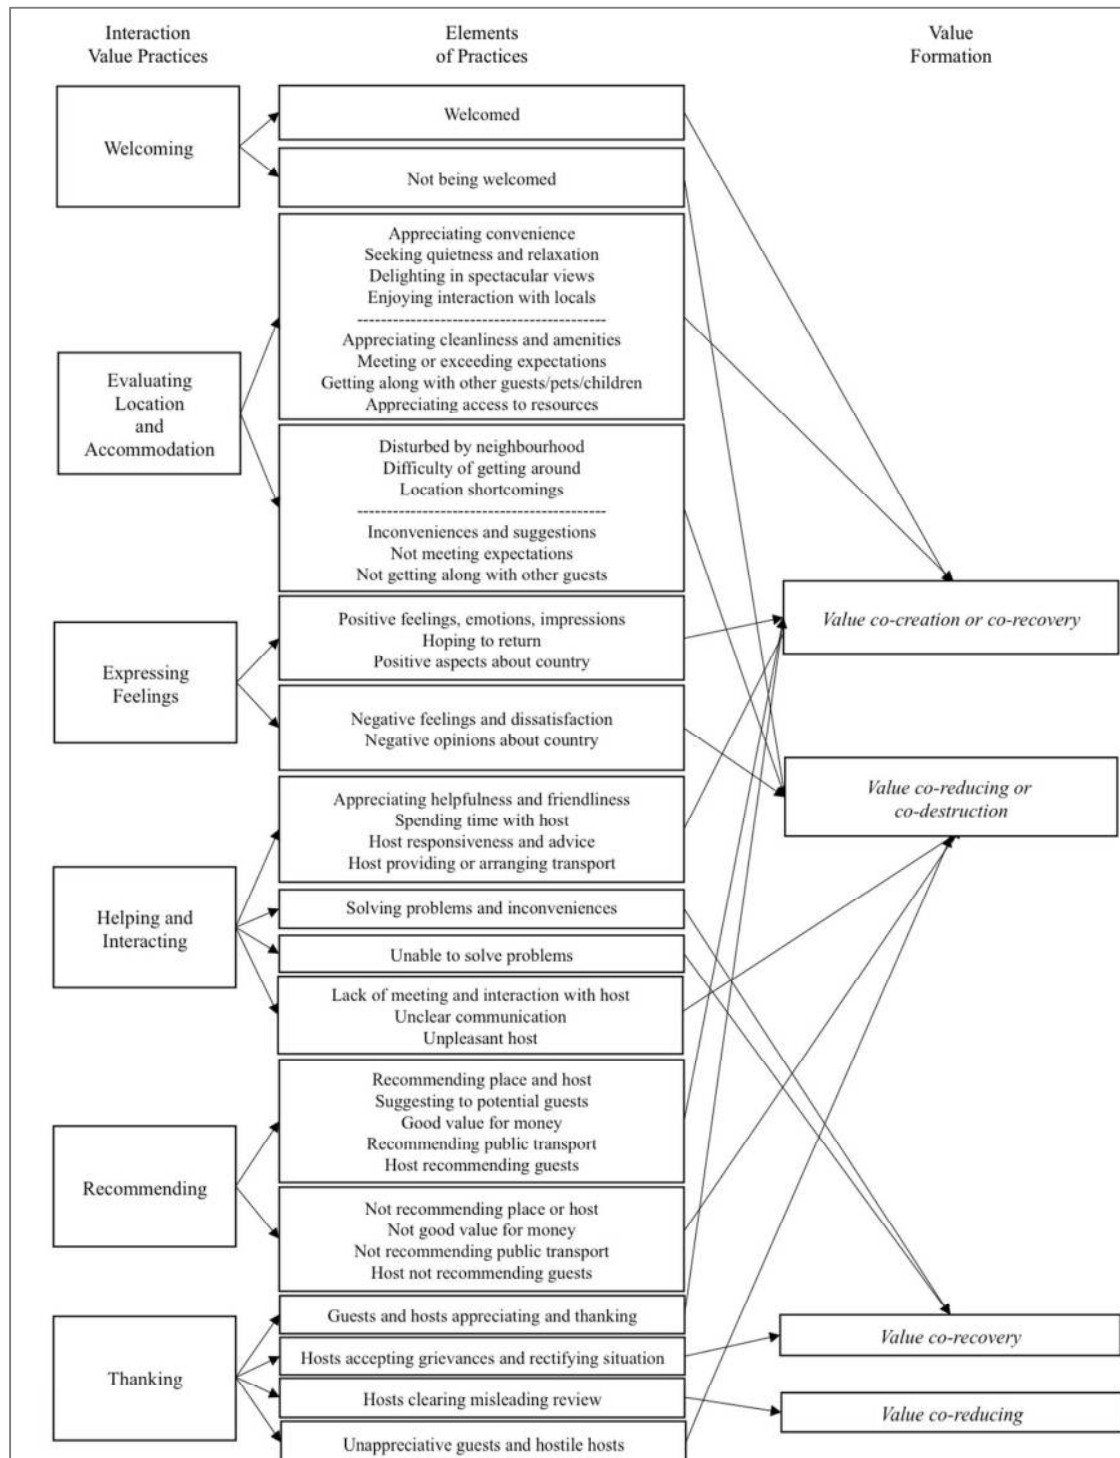 Interaction
Value Practices
Elements
of Practices
Value
Formation
Welcoming
Welcomed
Not being welcomed
Evaluating
Location
and
Accommodation
Appreciating convenience
Seeking quietness and relaxation
Delighting in spectacular views
Enjoying interaction with locals
------------------------------------------
Appreciating cleanliness and amenities
Meeting or exceeding expectations
Getting along with other guests/pets/children
Appreciating access to resources
Disturbed by neighbourhood
Difficulty of getting around
Location shortcomings
------------------------------------------
Inconveniences and suggestions
Not meeting expectations
Not getting along with other guests
Expressing
Feelings
Positive feelings, emotions, impressions
Hoping to return
Positive aspects about country
Negative feelings and dissatisfaction
Negative opinions about country
Helping and
Interacting
Appreciating helpfulness and friendliness
Spending time with host
Host responsiveness and advice
Host providing or arranging transport
Solving problems and inconveniences
Unable to solve problems
Lack of meeting and interaction with host
Unclear communication
Unpleasant host
Recommending
Recommending place and host
Suggesting to potential guests
Good value for money
Recommending public transport
Host recommending guests
Not recommending place or host
Not good value for money
Not recommending public transport
Host not recommending guests
Thanking
Guests and hosts appreciating and thanking
Hosts accepting grievances and rectifying situation
Hosts clearing misleading review
Unappreciative guests and hostile hosts
Value co-creation or co-recovery
Value co-reducing or
co-destruction
Value co-recovery
Value co-reducing